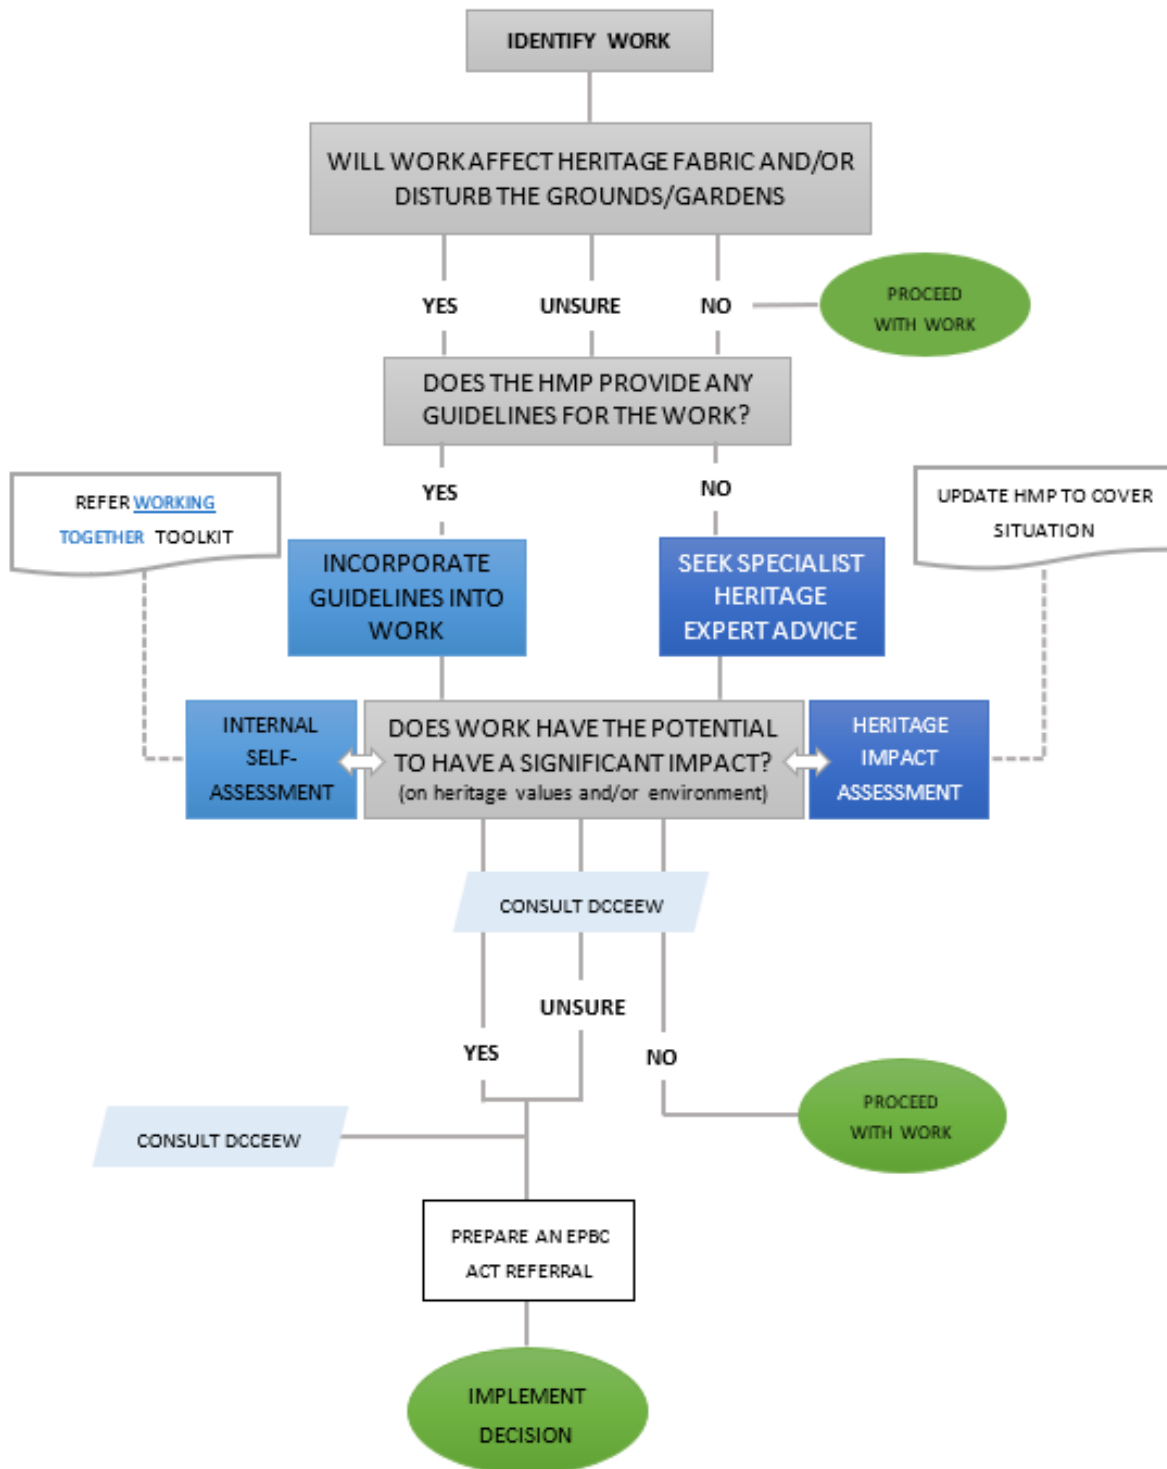 IDENTIFY WORK
WILL WORK AFFECT HERITAGE FABRIC AND/OR
DISTURB THE GROUNDS/GARDENS
YES
UNSURE
NO
PROCEED
WITH WORK
DOES THE HMP PROVIDE ANY
GUIDELINES FOR THE WORK?
YES
NO
REFER WORKING
TOGETHER TOOLKIT
UPDATE HMP TO COVER
SITUATION
INCORPORATE
GUIDELINES INTO
WORK
SEEK SPECIALIST
HERITAGE
EXPERT ADVICE
INTERNAL
SELF-
ASSESSMENT
DOES WORK HAVE THE POTENTIAL
TO HAVE A SIGNIFICANT IMPACT?
(on heritage values and/or environment)
HERITAGE
IMPACT
ASSESSMENT
CONSULT DCCEEW
UNSURE
YES
NO
PROCEED
WITH WORK
CONSULT DCCEEW
PREPARE AN EPBC
ACT REFERRAL
IMPLEMENT
DECISION